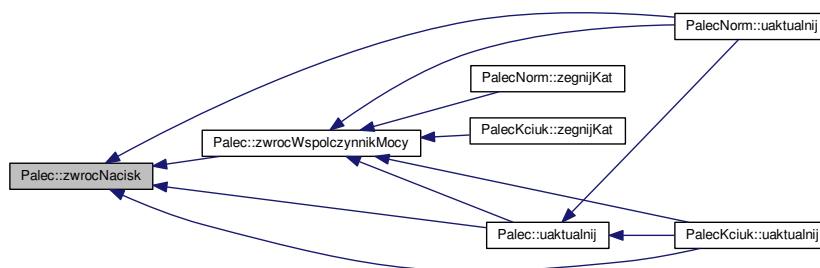 PalecNorm::uaktualnij
PalecNorm::zegnijKat
PalecKciuk::zegnijKat
Palec::zwrocWspolczynnikMocy
Palec::zwrocNacisk
Palec::uaktualnij
PalecKciuk::uaktualnij